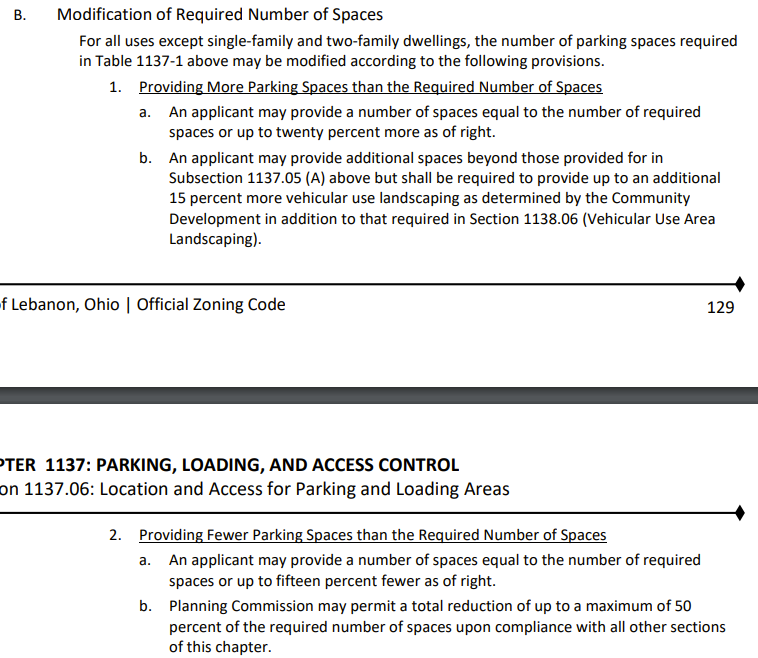 B. Modification of Required Number of Spaces
For all uses except single-family and two-family dwellings, the number of parking spaces required
in Table 1137-1 above may be modified according to the following provisions.
1. Providing More Parking Spaces than the Required Number of Spaces
a. An applicant may provide a number of spaces equal to the number of required
spaces or up to twenty percent more as of right.
b. An applicant may provide additional spaces beyond those provided for in
Subsection 1137.05 (A) above but shall be required to provide up to an additional
15 percent more vehicular use landscaping as determined by the Community
Development in addition to that required in Section 1138.06 (Vehicular Use Area
Landscaping).
f Lebanon, Ohio | Official Zoning Code
129
PTER 1137: PARKING, LOADING, AND ACCESS CONTROL
on 1137.06: Location and Access for Parking and Loading Areas
2. Providing Fewer Parking Spaces than the Required Number of Spaces
a. An applicant may provide a number of spaces equal to the number of required
spaces or up to fifteen percent fewer as of right.
b. Planning Commission may permit a total reduction of up to a maximum of 50
percent of the required number of spaces upon compliance with all other sections
of this chapter.